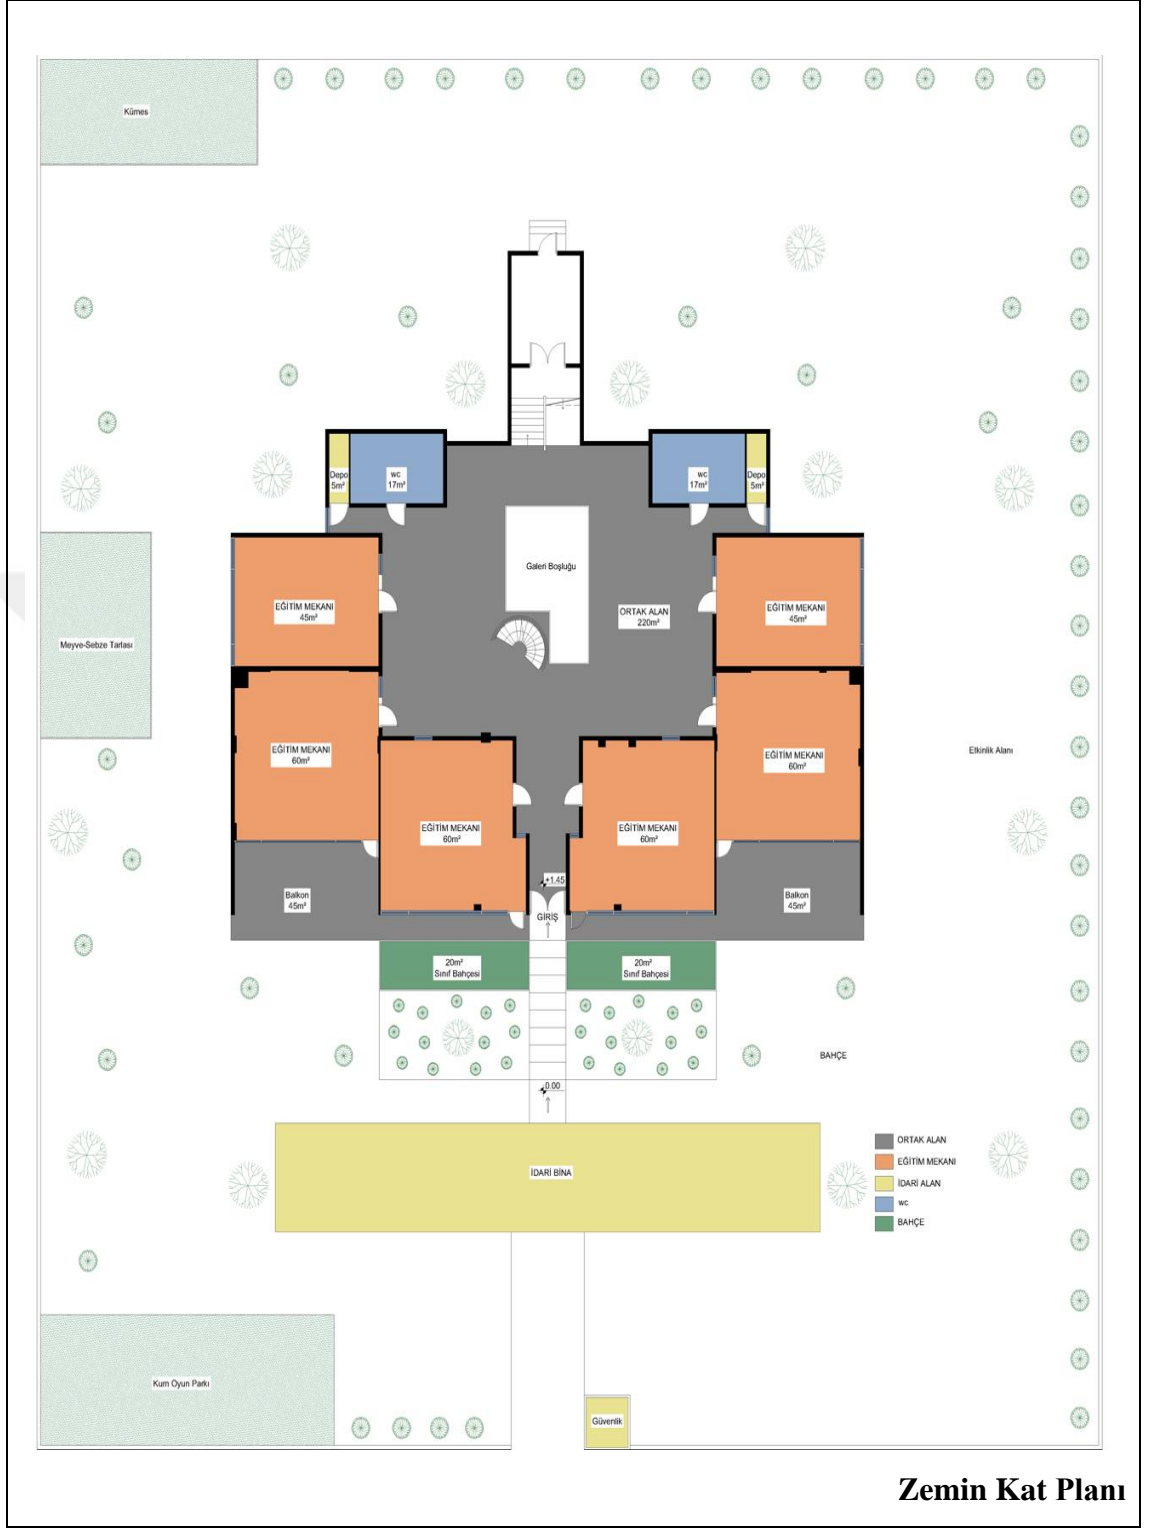 Kümes
Depo
5m²
wc
17m²
wc
17m²
Depo
5m²
Galeri Boşluğu
EĞİTİM MEKANI
45m²
ORTAK ALAN
220m²
EĞİTİM MEKANI
45m²
Meyve-Sebze Tarlası
EĞİTİM MEKANI
60m²
EĞİTİM MEKANI
60m²
Etkinlik Alanı
EĞİTİM MEKANI
60m²
EĞİTİM MEKANI
60m²
+1.45
Balkon
45m²
Balkon
45m²
GİRİŞ
20m²
Sınıf Bahçesi
20m²
Sınıf Bahçesi
BAHÇE
0.00
ORTAK ALAN
EĞİTİM MEKANI
İDARİ ALAN
wc
BAHÇE
İDARİ BİNA
Kum Oyun Parkı
Güvenlik
Zemin Kat Planı